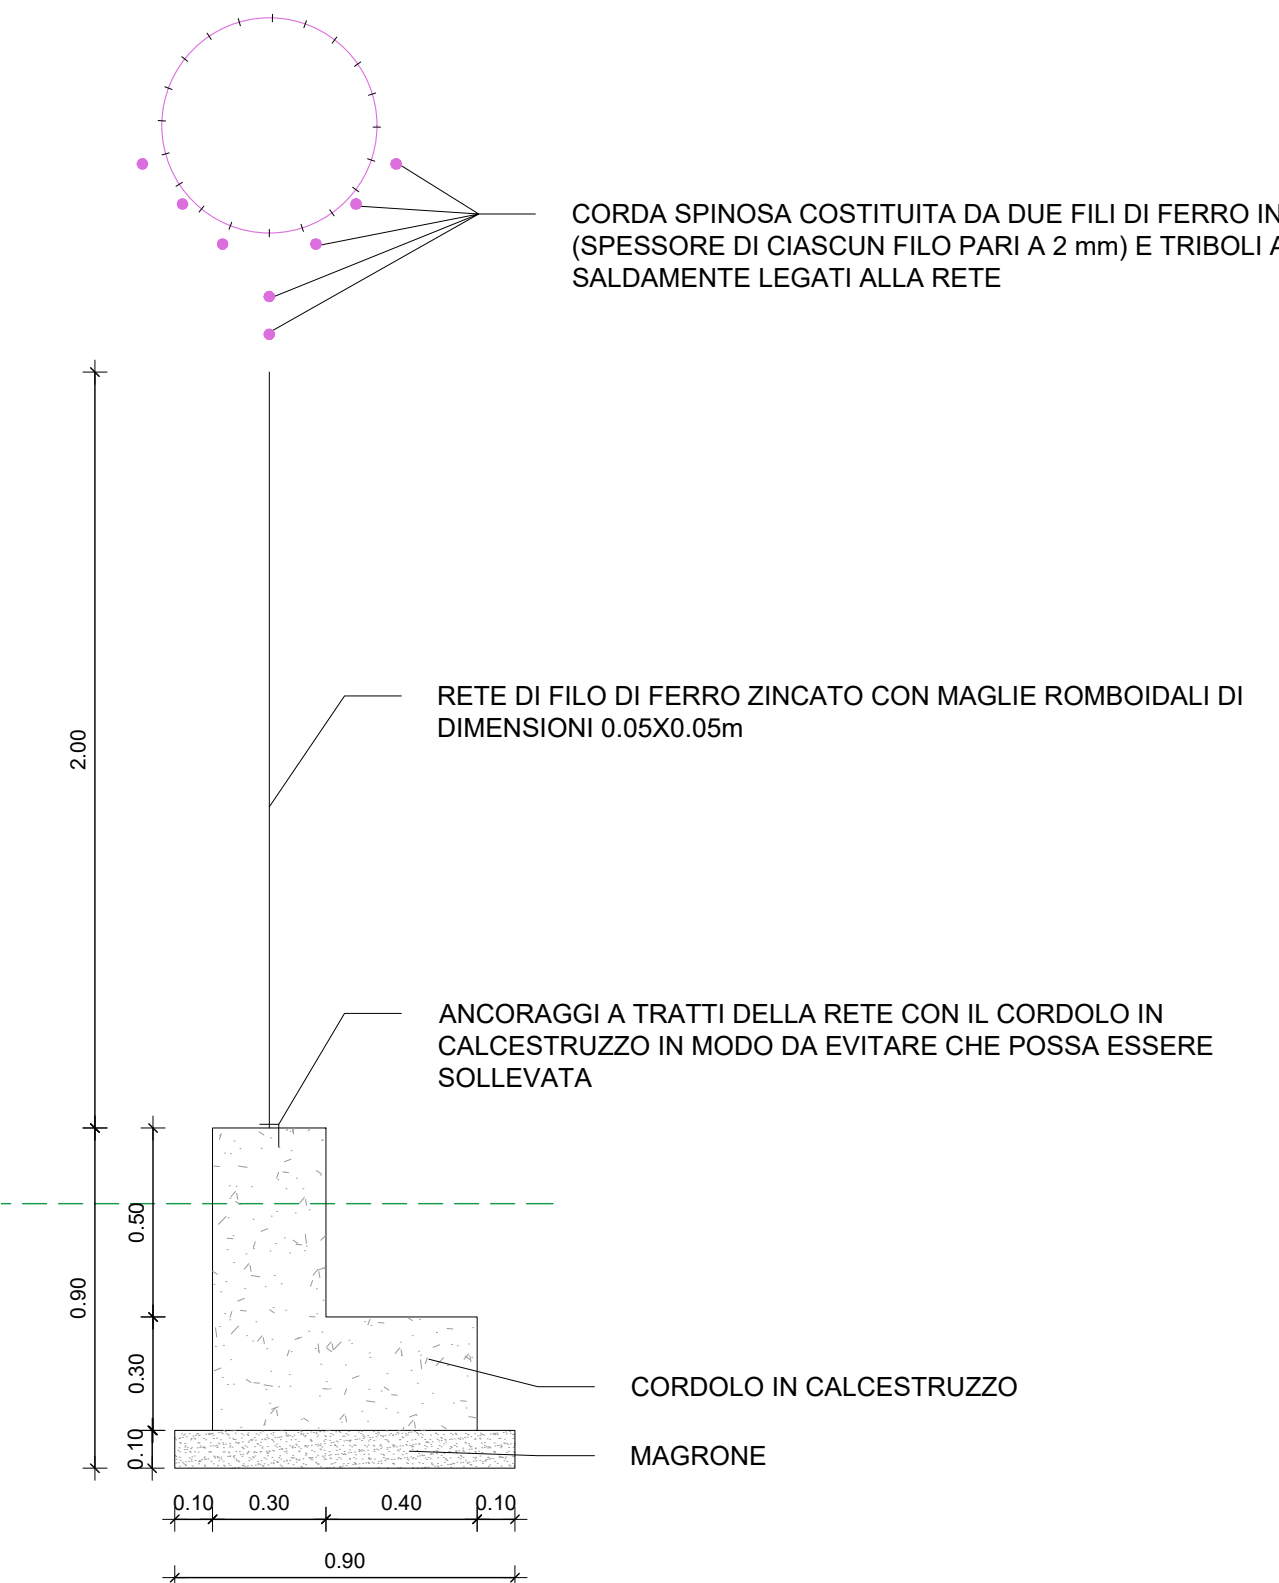 CORDA SPINOSA COSTITUITA DA DUE FILI DI FERRO IN
(SPESSORE DI CIASCUN FILO PARI A 2 mm) E TRIBOLI A
SALDAMENTE LEGATI ALLA RETE
2.00
RETE DI FILO DI FERRO ZINCATO CON MAGLIE ROMBOIDALI DI
DIMENSIONI 0.05X0.05m
ANCORAGGI A TRATTI DELLA RETE CON IL CORDOLO IN
CALCESTRUZZO IN MODO DA EVITARE CHE POSSA ESSERE
SOLLEVATA
0.50
0.90
0.30
CORDOLO IN CALCESTRUZZO
0.10
MAGRONE
0.10 0.30 0.40 0.10
0.90